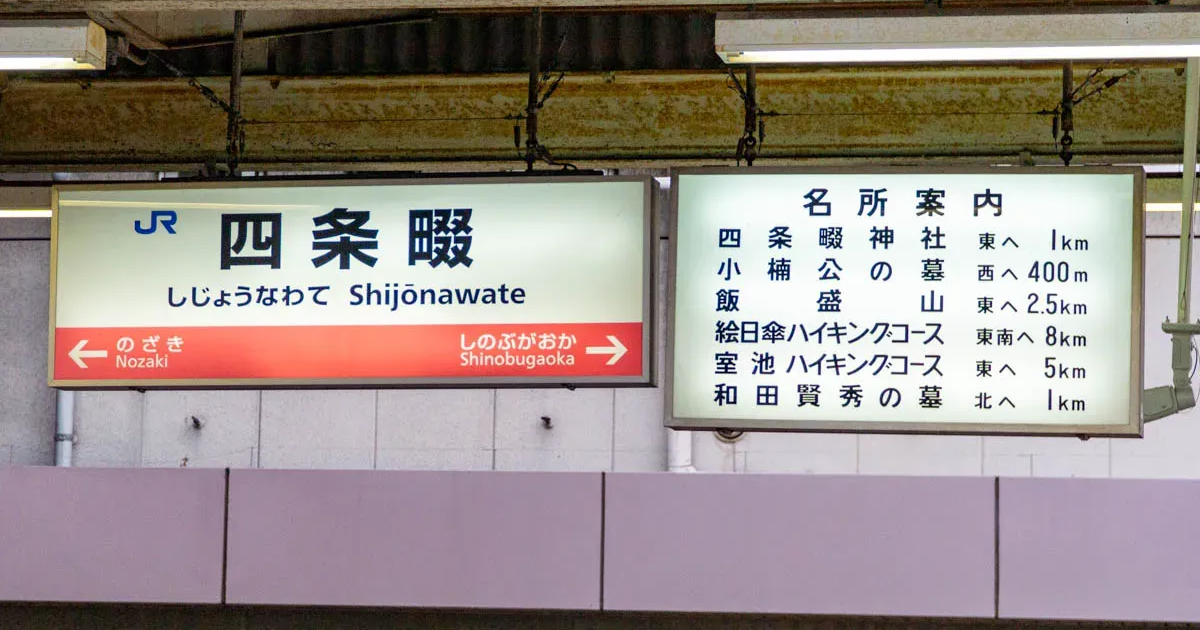 JR
四条畷
しじょうなわて Shijōnawate
のざき
Nozaki
しのぶがおか
Shinobugaoka
名所案内
四条畷神社 東へ 1km
小楠公の墓 西へ 400m
飯盛山 東へ 2.5km
絵日傘ハイキング・コース 東南へ 8km
室池ハイキング・コース 東へ 5km
和田賢秀の墓 北へ 1km